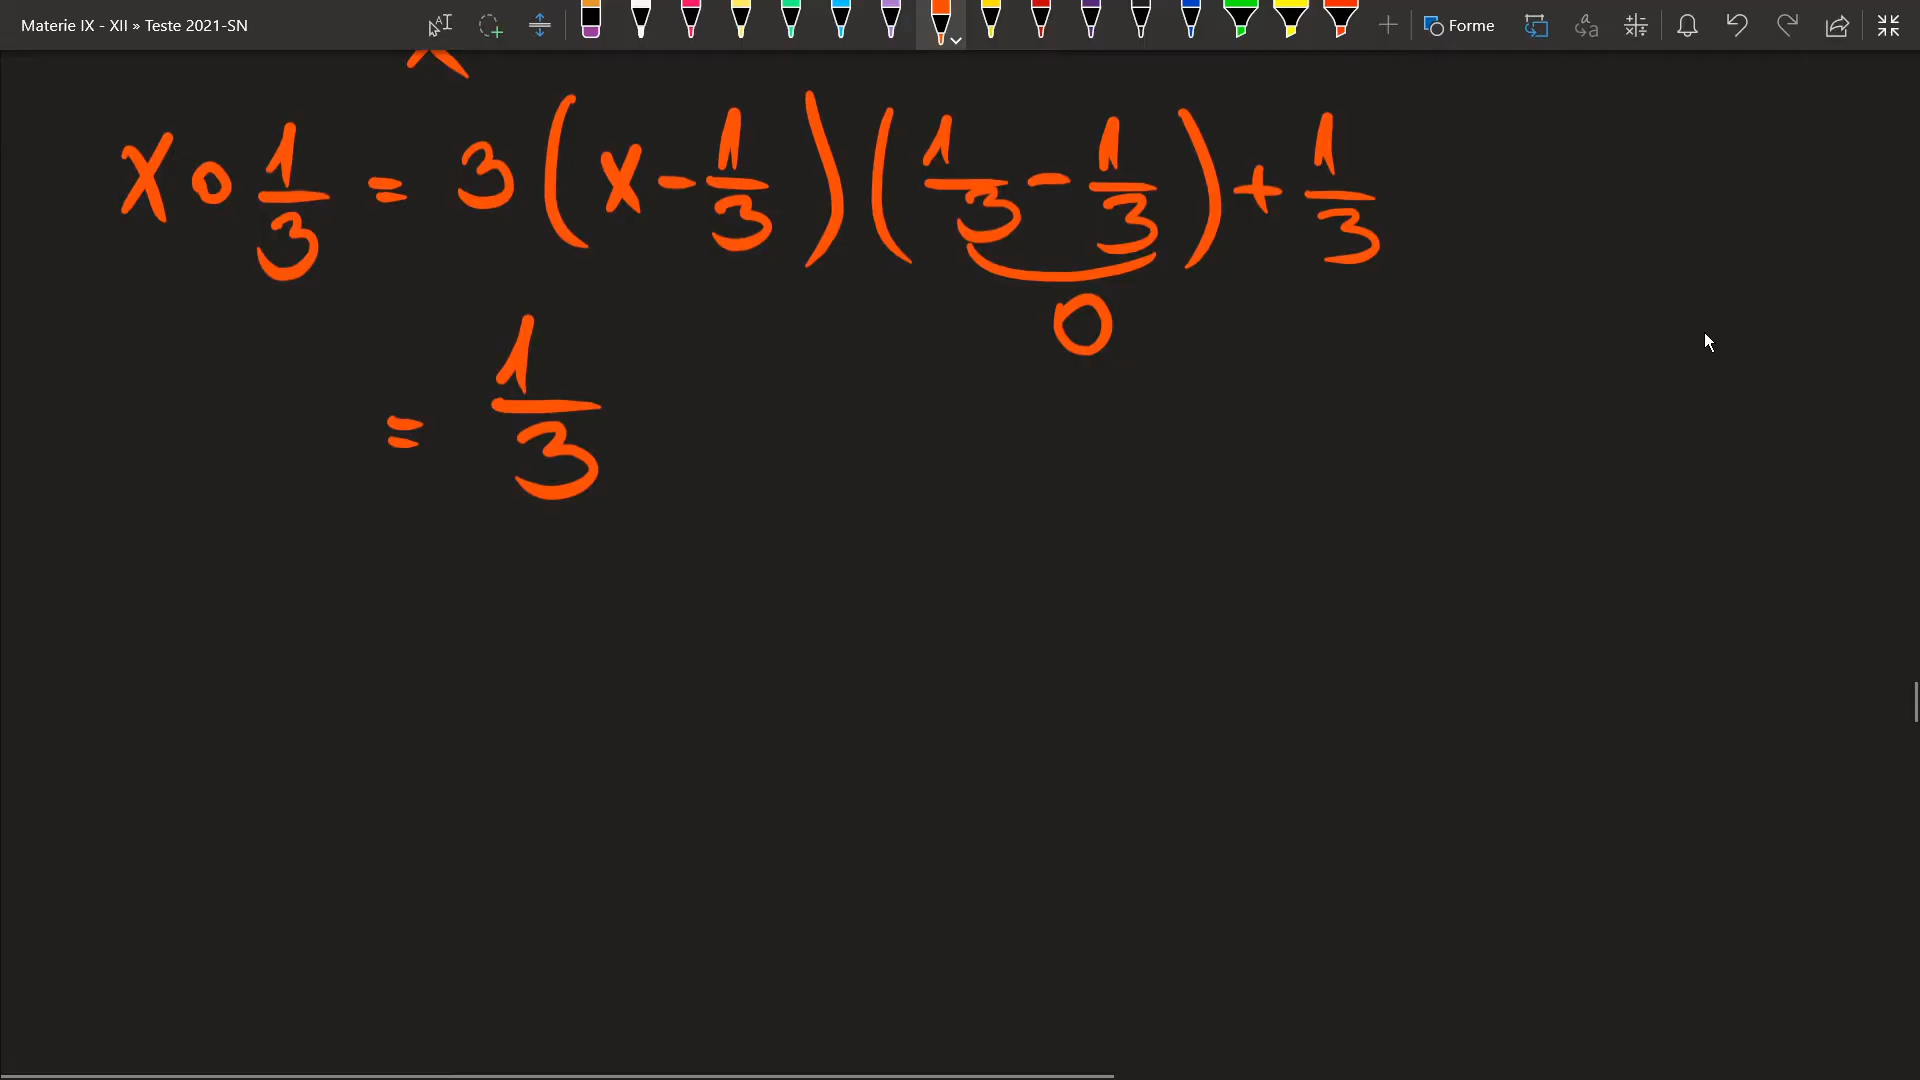 Materie IX - XII » Teste 2021-SN
Forme
x ∘ 1/3 = 3 (x - 1/3) (1/3 - 1/3) + 1/3
0
= 1/3